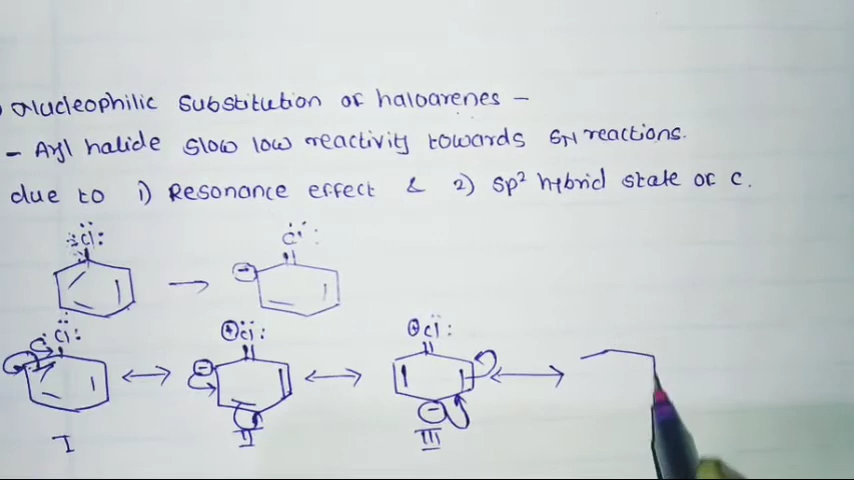 Nucleophilic substitution of haloarenes –
– Aryl halide slow low reactivity towards SN reactions.
due to 1) Resonance effect & 2) sp² hybrid state of C.
:Cl: Cl:
⊖
Cl: ⊕Cl: ⊕Cl:
⊖ ⊖
I II III